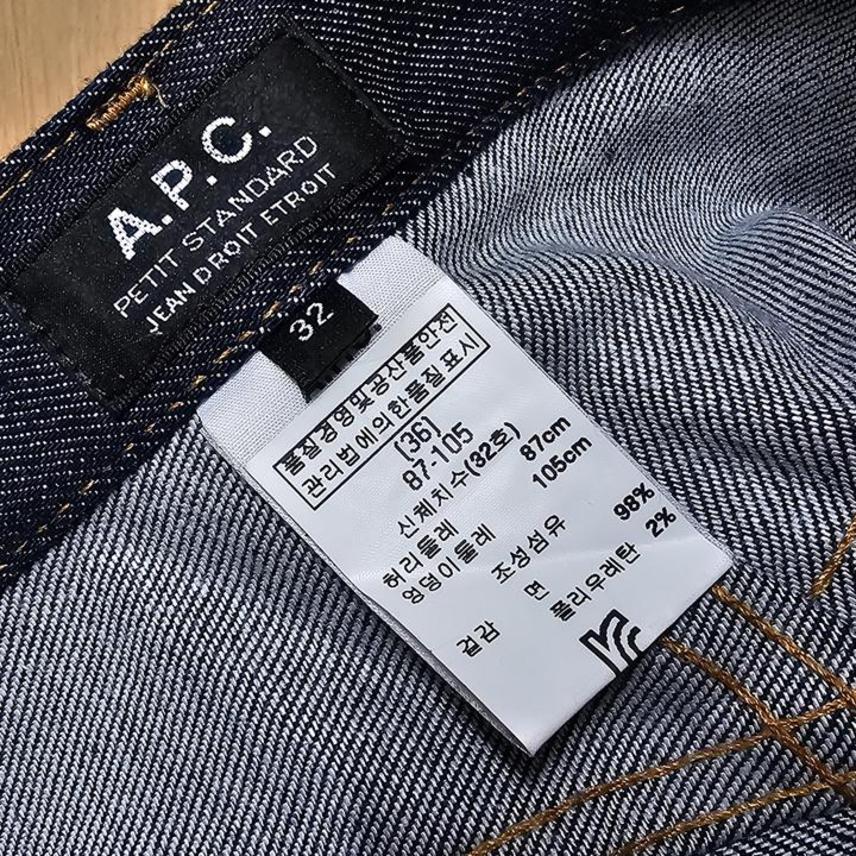 A.P.C.
PETIT STANDARD
JEAN DROIT ETROIT
32
품질경영및공산품안전
관리법에의한품질표시
[36]
87-105
신체치수(32호)
허리둘레 87cm
엉덩이둘레 105cm
조성섬유
겉감 면 98%
폴리우레탄 2%